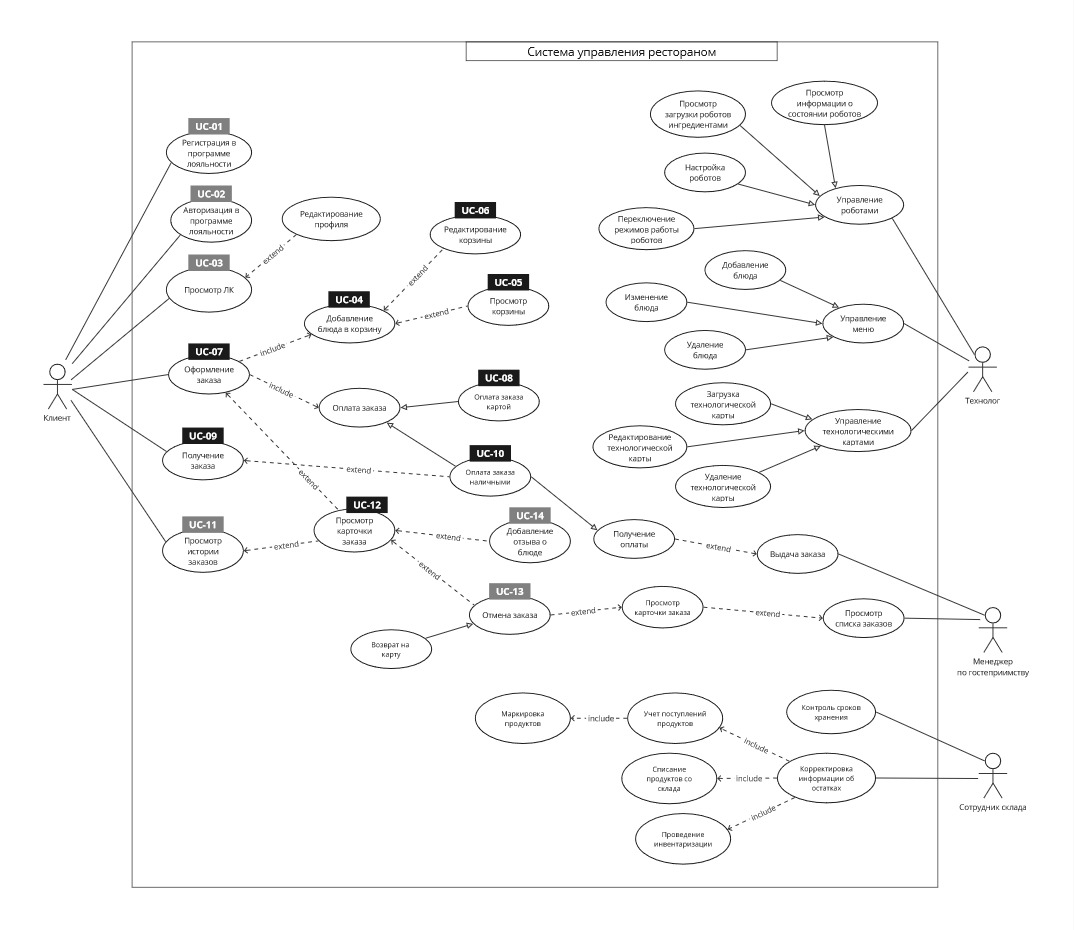 Система управления рестораном
UC-01
Регистрация в
программе
лояльности
UC-02
Авторизация в
программе
лояльности
UC-03
Просмотр ЛК
Редактирование
профиля
extend
UC-06
Редактирование
корзины
extend
UC-05
Просмотр
корзины
extend
UC-04
Добавление
блюда в корзину
include
UC-07
Оформление
заказа
include
Оплата заказа
UC-08
Оплата заказа
картой
Клиент
UC-09
Получение
заказа
extend
UC-10
Оплата заказа
наличными
extend
UC-12
Просмотр
карточки
заказа
UC-11
Просмотр
истории
заказов
extend
extend
UC-14
Добавление
отзыва о
блюде
extend
UC-13
Отмена заказа
Возврат на
карту
extend
Просмотр
карточки заказа
extend
Просмотр
списка заказов
Получение
оплаты
extend
Выдача заказа
Просмотр
загрузки роботов
ингредиентами
Просмотр
информации о
состоянии роботов
Настройка
роботов
Переключение
режимов работы
роботов
Управление
роботами
Добавление
блюда
Изменение
блюда
Удаление
блюда
Управление
меню
Загрузка
технологической
карты
Редактирование
технологической
карты
Удаление
технологической
карты
Управление
технологическими
картами
Технолог
Менеджер
по гостеприимству
Маркировка
продуктов
include
Учет поступлений
продуктов
Контроль сроков
хранения
include
Списание
продуктов со
склада
include
Корректировка
информации об
остатках
include
Проведение
инвентаризации
Сотрудник склада